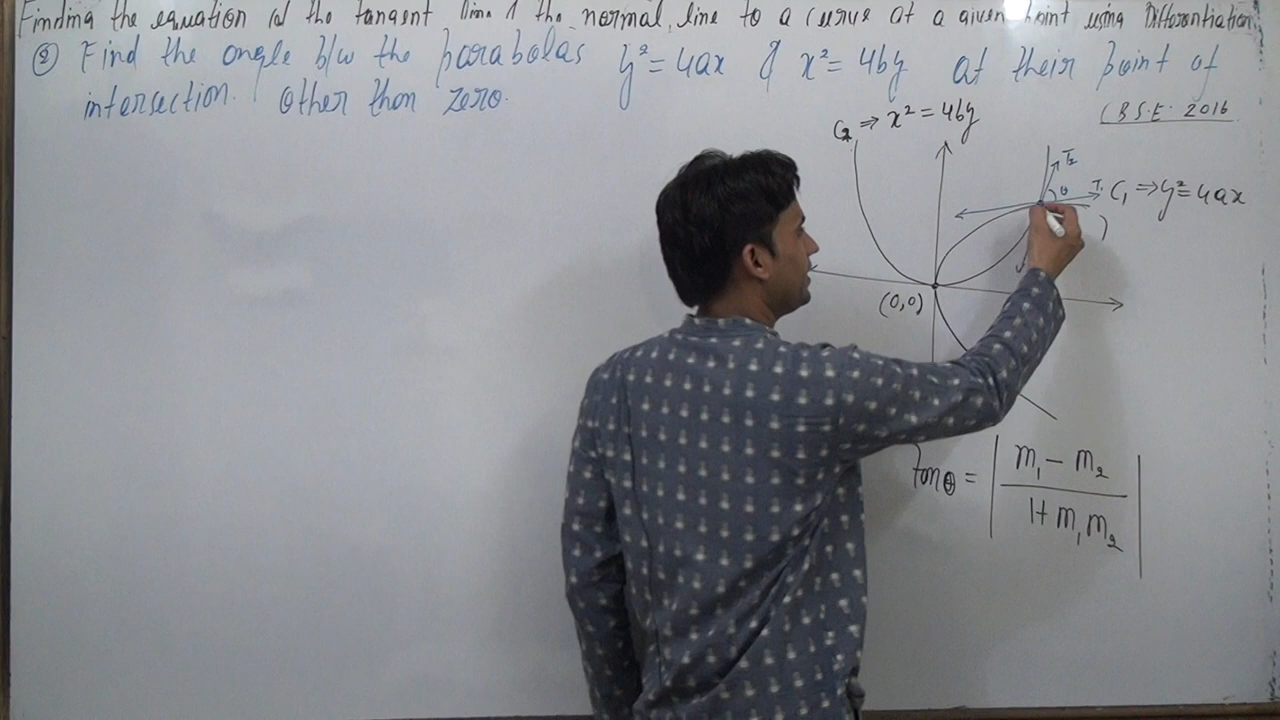 Finding the equation of the tangent line & the normal line to a curve at a given point using Differentiation
② Find the angle b/w the parabolas y² = 4ax & x² = 4by at their point of
intersection. Other than zero.
CBSE 2016
C₂ ⇒ x² = 4by
T₂
θ
T₁ C₁ ⇒ y² = 4ax
(0,0)
tanθ = | m₁ - m₂ / 1 + m₁m₂ |